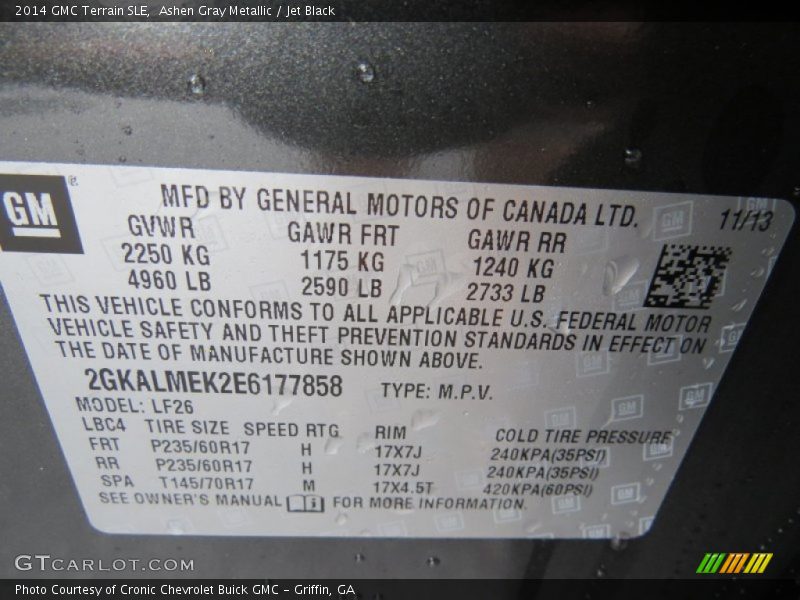 2014 GMC Terrain SLE,  Ashen Gray Metallic / Jet Black
GM
MFD BY GENERAL MOTORS OF CANADA LTD.
11/13
GVWR GAWR FRT GAWR RR
2250 KG 1175 KG 1240 KG
4960 LB 2590 LB 2733 LB
THIS VEHICLE CONFORMS TO ALL APPLICABLE U.S. FEDERAL MOTOR
VEHICLE SAFETY AND THEFT PREVENTION STANDARDS IN EFFECT ON
THE DATE OF MANUFACTURE SHOWN ABOVE.
2GKALMEK2E6177858 TYPE: M.P.V.
MODEL: LF26
LBC4 TIRE SIZE SPEED RTG RIM COLD TIRE PRESSURE
FRT P235/60R17 H 17X7J 240KPA(35PSI)
RR P235/60R17 H 17X7J 240KPA(35PSI)
SPA T145/70R17 M 17X4.5T 420KPA(60PSI)
SEE OWNER'S MANUAL FOR MORE INFORMATION.
GTCARLOT.COM
Photo Courtesy of Cronic Chevrolet Buick GMC – Griffin, GA